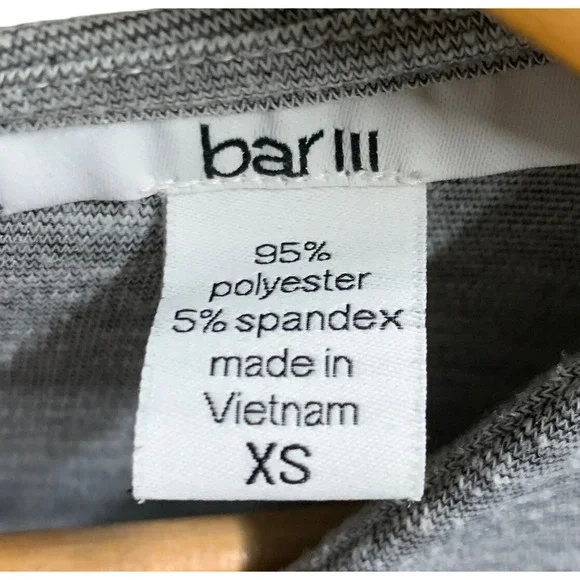 bar III
95%
polyester
5% spandex
made in
Vietnam
XS